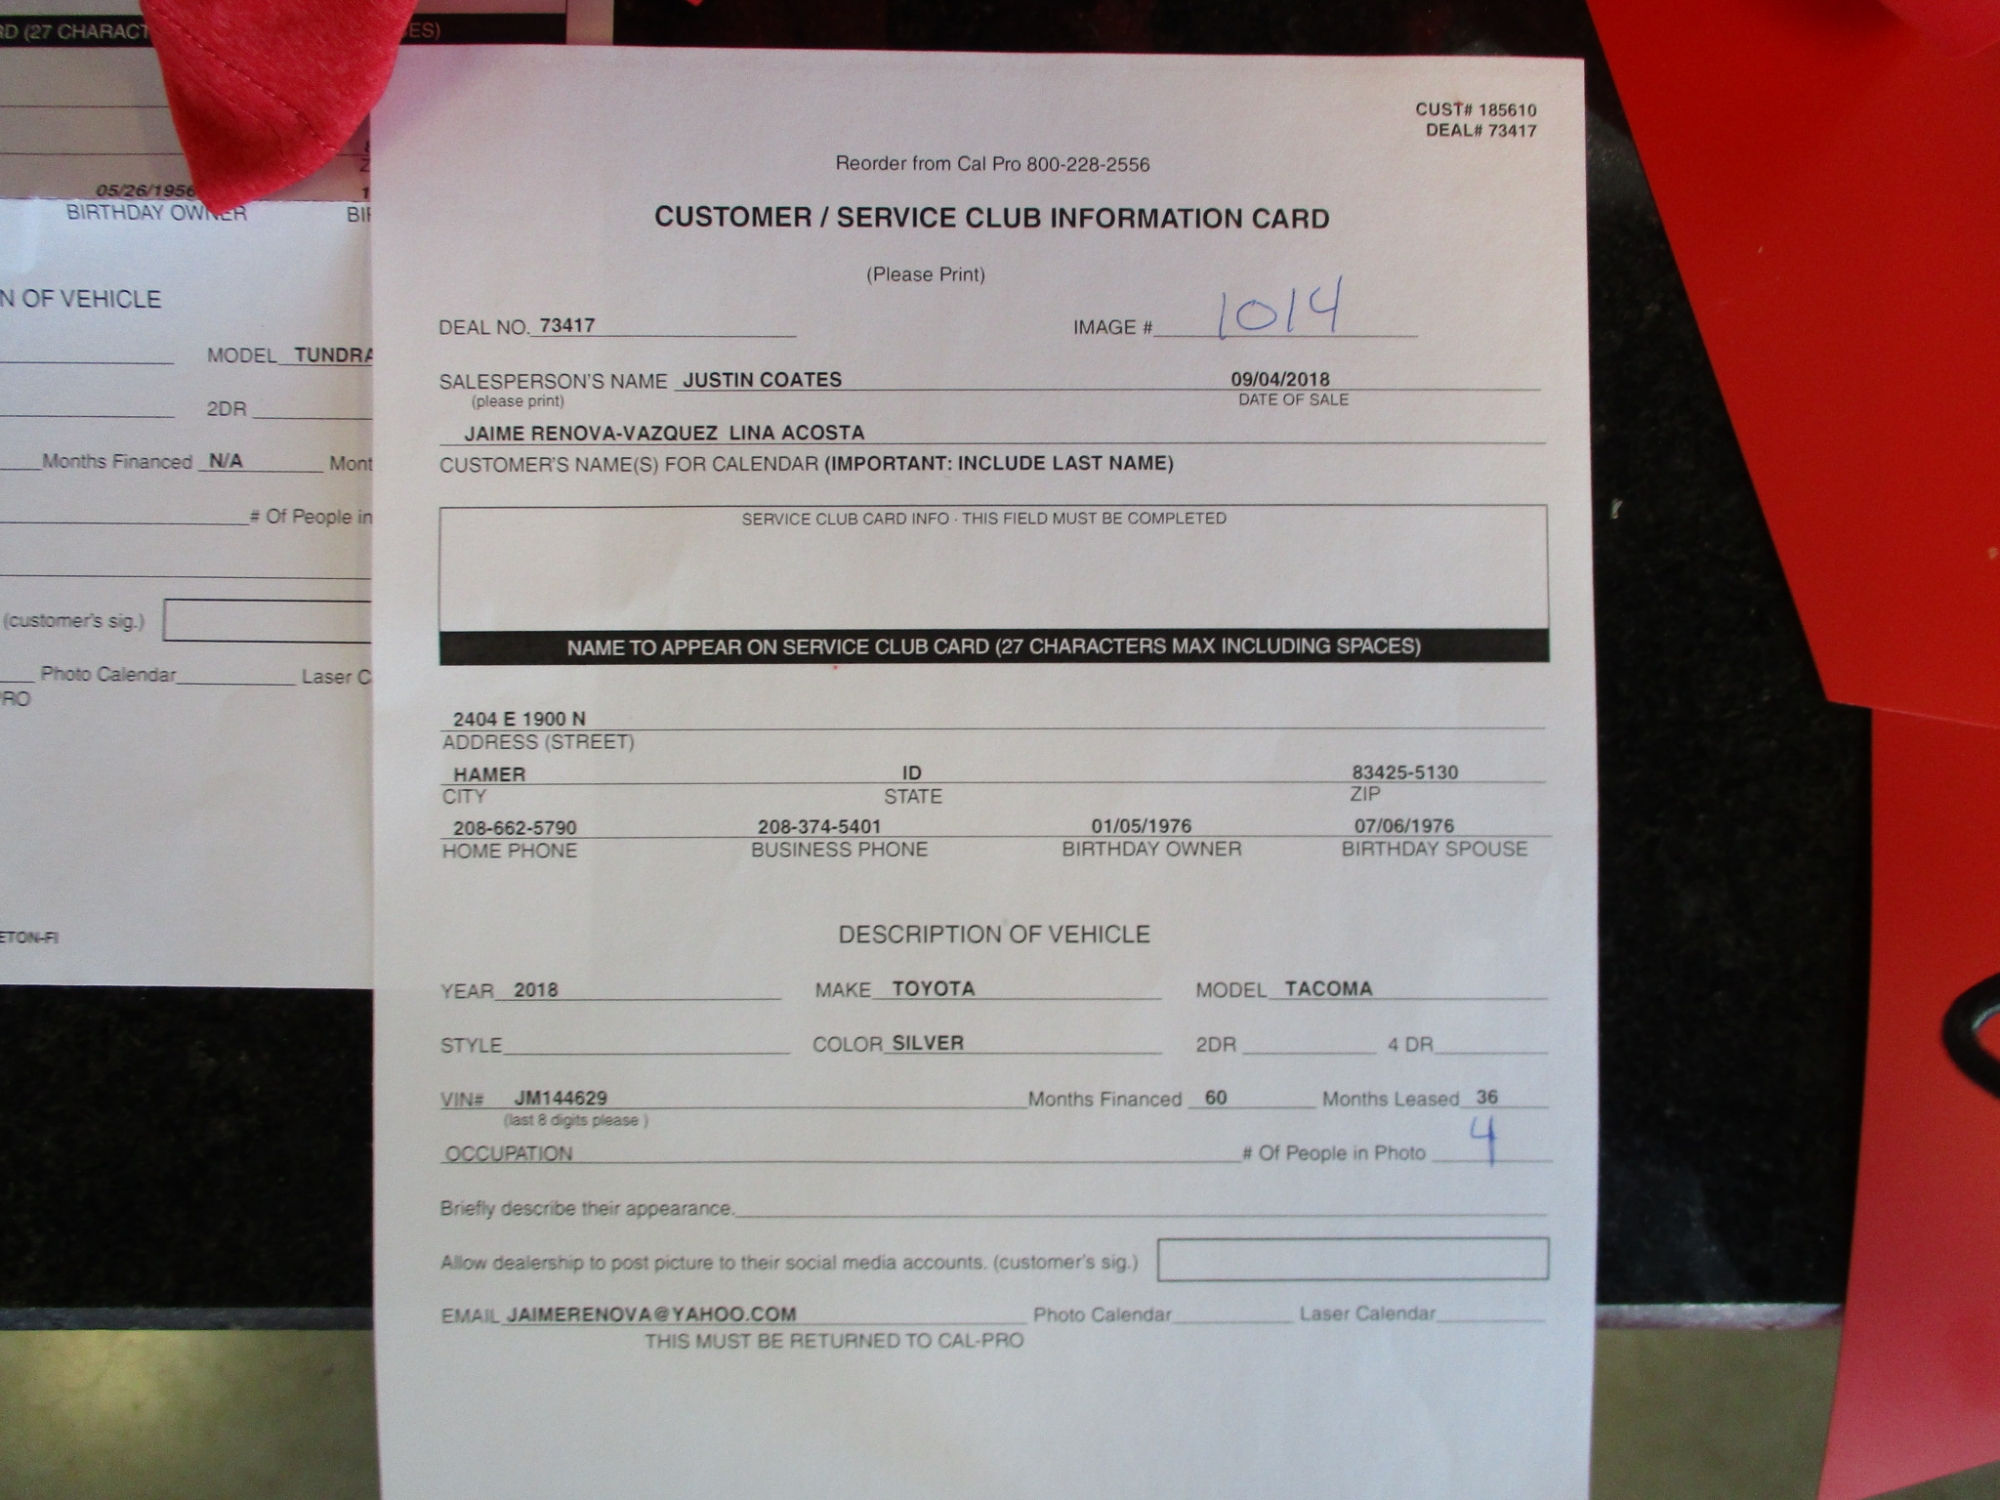 RD (27 CHARACT
ES)
05/26/1956
BIRTHDAY OWNER
BIR
N OF VEHICLE
MODEL TUNDRA
2DR
Months Financed N/A Mont
# Of People in
(customer's sig.)
Photo Calendar Laser C
PRO
ETON-FI
CUST# 185610
DEAL# 73417
Reorder from Cal Pro 800-228-2556
CUSTOMER / SERVICE CLUB INFORMATION CARD
(Please Print)
DEAL NO. 73417 IMAGE # 1014
SALESPERSON'S NAME JUSTIN COATES 09/04/2018
(please print) DATE OF SALE
JAIME RENOVA-VAZQUEZ LINA ACOSTA
CUSTOMER'S NAME(S) FOR CALENDAR (IMPORTANT: INCLUDE LAST NAME)
SERVICE CLUB CARD INFO · THIS FIELD MUST BE COMPLETED
NAME TO APPEAR ON SERVICE CLUB CARD (27 CHARACTERS MAX INCLUDING SPACES)
2404 E 1900 N
ADDRESS (STREET)
HAMER ID 83425-5130
CITY STATE ZIP
208-662-5790 208-374-5401 01/05/1976 07/06/1976
HOME PHONE BUSINESS PHONE BIRTHDAY OWNER BIRTHDAY SPOUSE
DESCRIPTION OF VEHICLE
YEAR 2018 MAKE TOYOTA MODEL TACOMA
STYLE COLOR SILVER 2DR 4 DR
VIN# JM144629 Months Financed 60 Months Leased 36
(last 8 digits please )
OCCUPATION # Of People in Photo 4
Briefly describe their appearance.
Allow dealership to post picture to their social media accounts. (customer's sig.)
EMAIL JAIMERENOVA@YAHOO.COM Photo Calendar Laser Calendar
THIS MUST BE RETURNED TO CAL-PRO